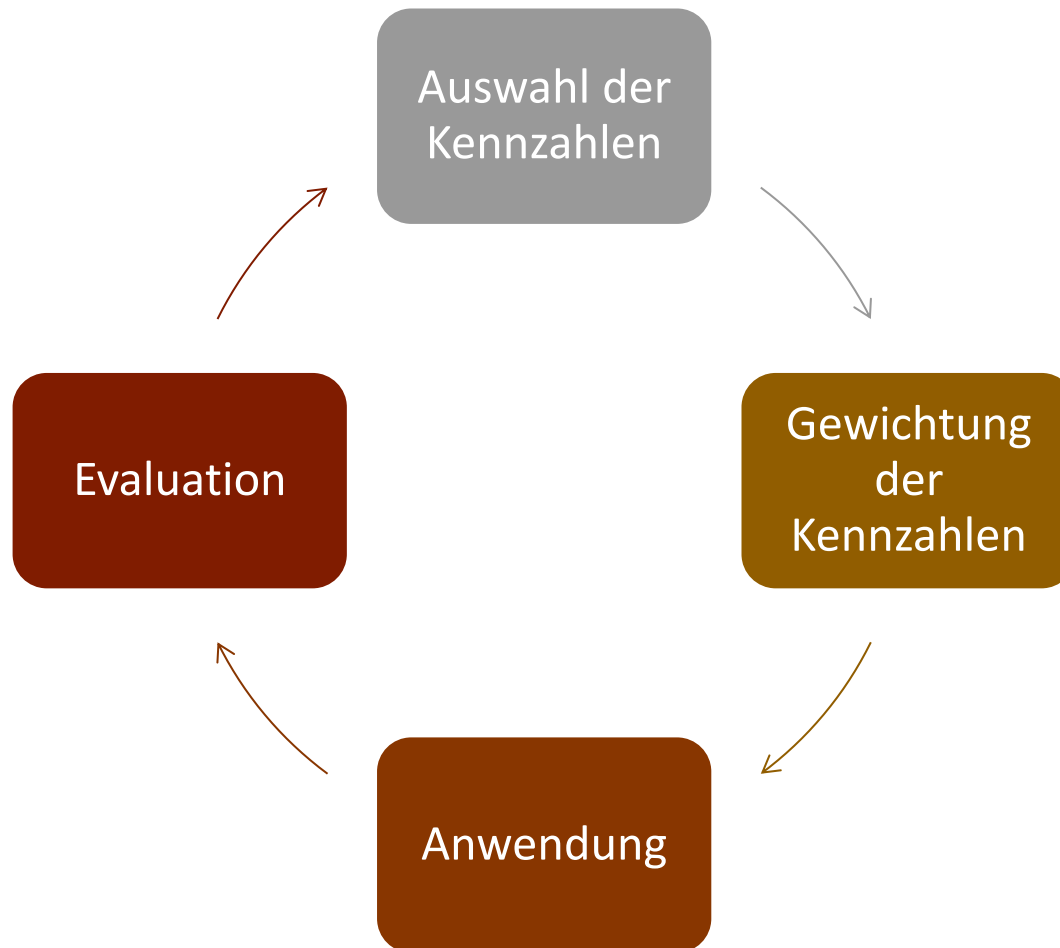 Auswahl der
Kennzahlen
Gewichtung
der
Kennzahlen
Anwendung
Evaluation